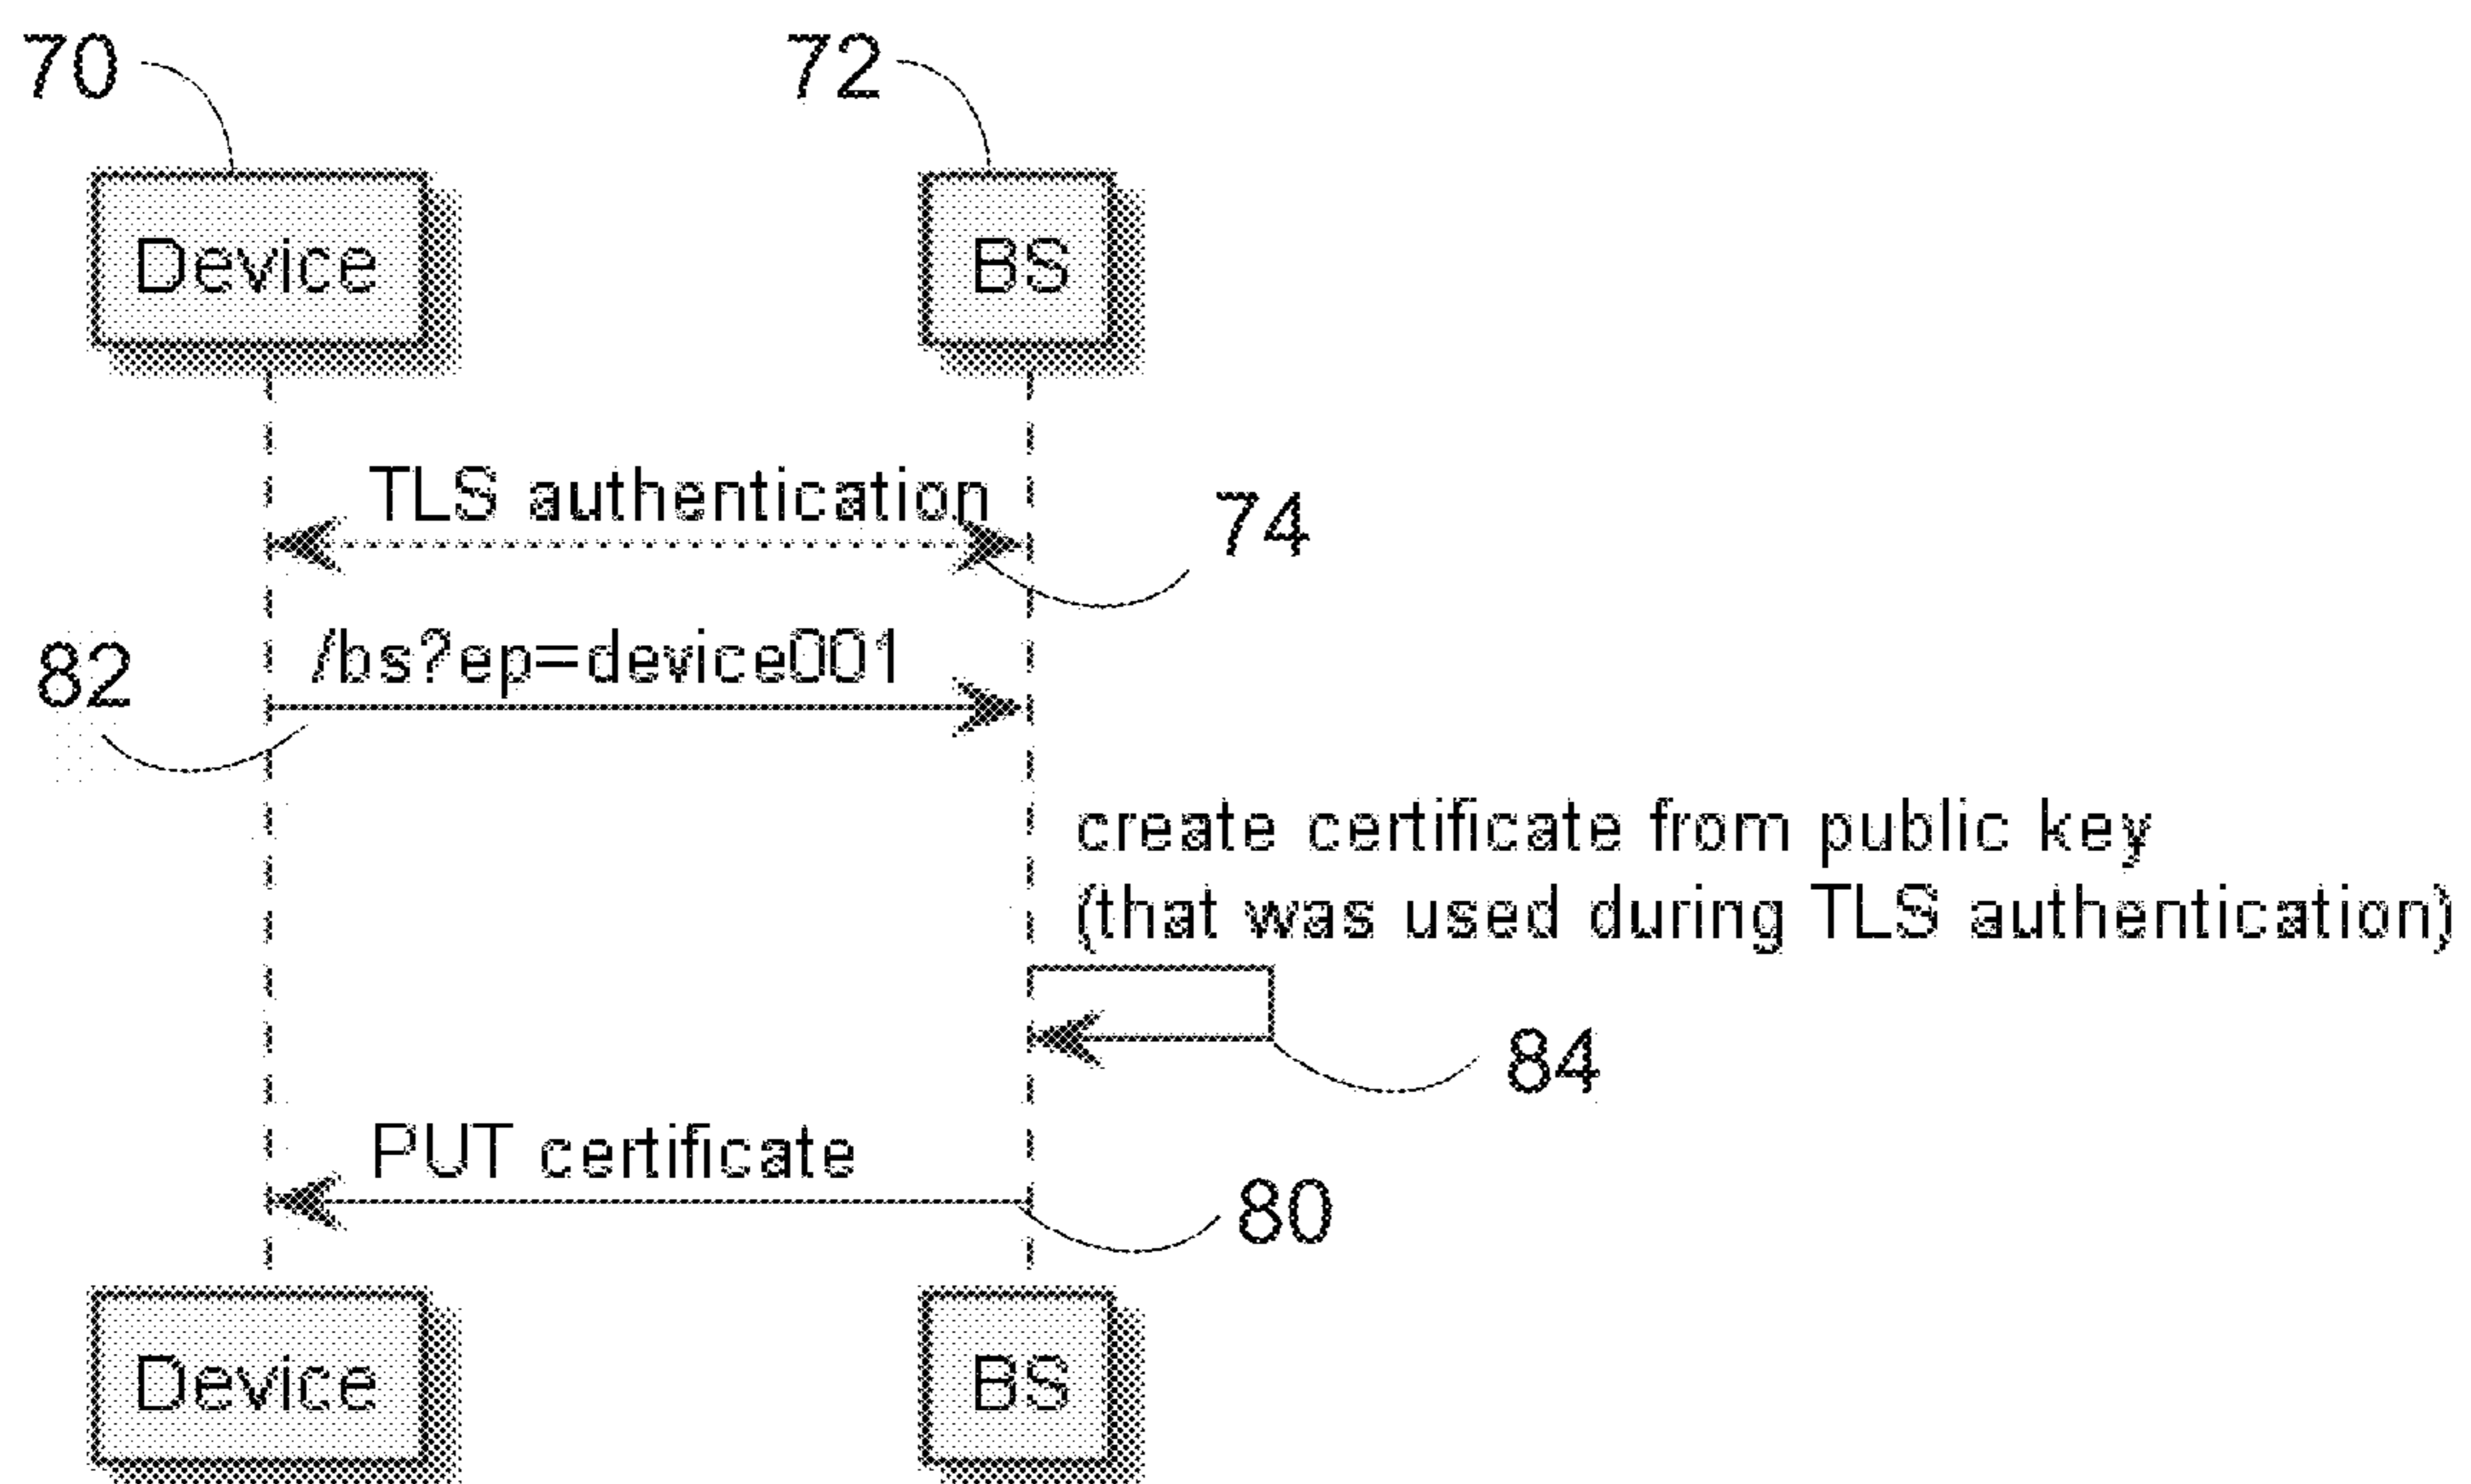 70
72
Device
BS
TLS authentication
74
/bs?ep=device001
82
create certificate from public key
(that was used during TLS authentication)
84
PUT certificate
80
Device
BS